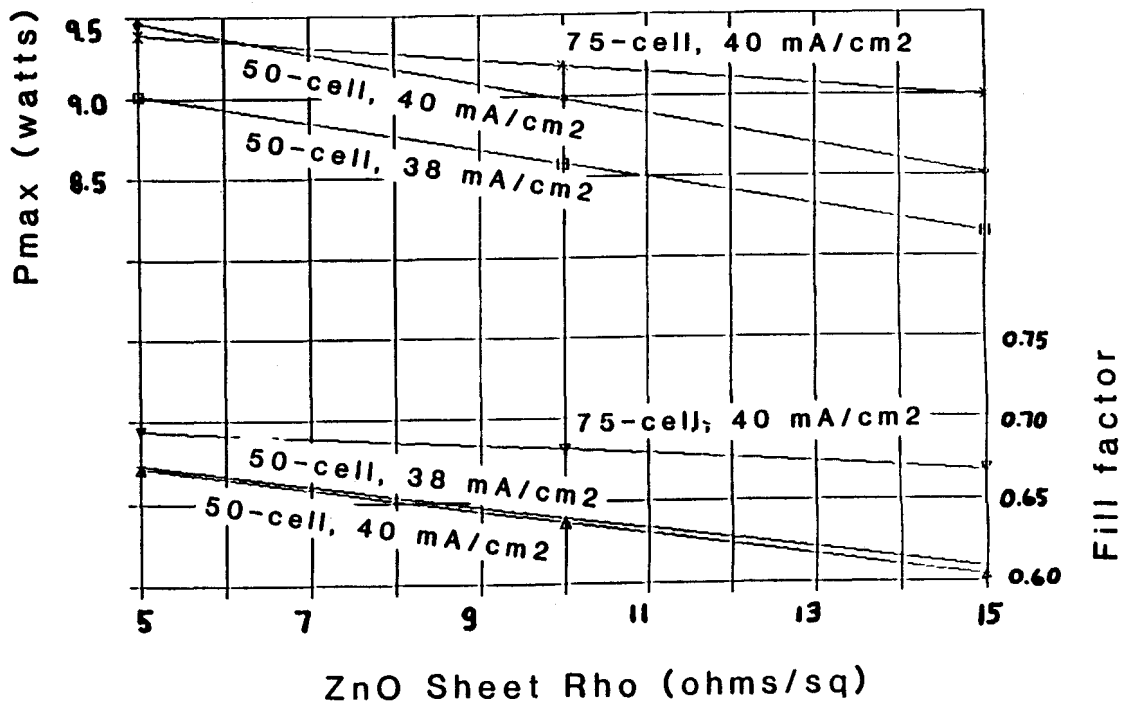 Pmax (watts)
9.5
9.0
8.5
75-cell, 40 mA/cm2
50-cell, 40 mA/cm2
50-cell, 38 mA/cm2
75-cell, 40 mA/cm2
50-cell, 38 mA/cm2
50-cell, 40 mA/cm2
0.75
0.70
0.65
0.60
Fill factor
5 7 9 11 13 15
ZnO Sheet Rho (ohms/sq)